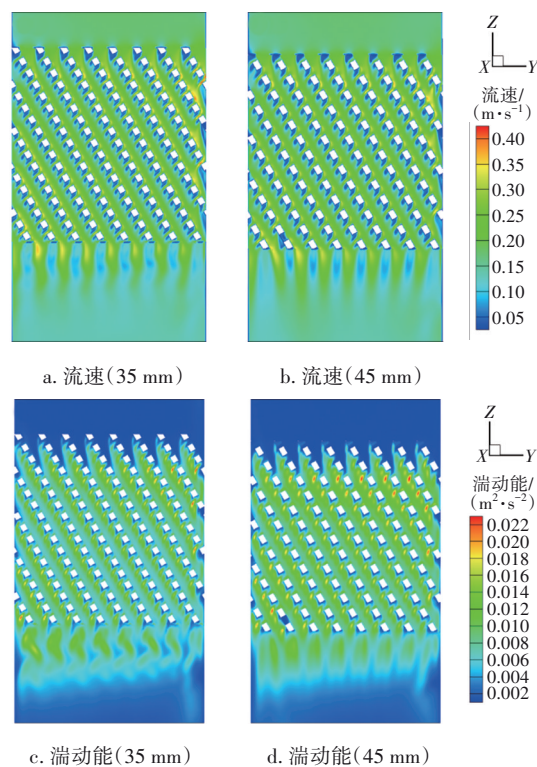 Z
X
Y
流速/
(m·s⁻¹)
0.40
0.35
0.30
0.25
0.20
0.15
0.10
0.05
a. 流速(35 mm)
b. 流速(45 mm)
Z
X
Y
湍动能/
(m²·s⁻²)
0.022
0.020
0.018
0.016
0.014
0.012
0.010
0.008
0.006
0.004
0.002
c. 湍动能(35 mm)
d. 湍动能(45 mm)